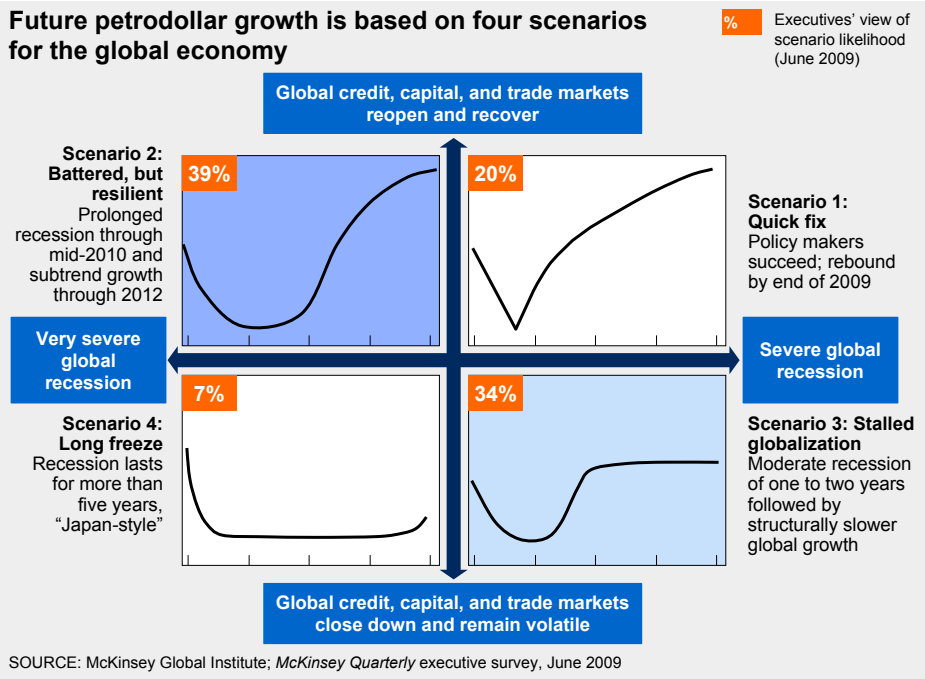 Future petrodollar growth is based on four scenarios
for the global economy
%
Executives' view of
scenario likelihood
(June 2009)
Global credit, capital, and trade markets
reopen and recover
Scenario 2:
Battered, but
resilient
Prolonged
recession through
mid-2010 and
subtrend growth
through 2012
39%
20%
Scenario 1:
Quick fix
Policy makers
succeed; rebound
by end of 2009
Very severe
global
recession
Severe global
recession
Scenario 4:
Long freeze
Recession lasts
for more than
five years,
“Japan-style”
7%
34%
Scenario 3: Stalled
globalization
Moderate recession
of one to two years
followed by
structurally slower
global growth
Global credit, capital, and trade markets
close down and remain volatile
SOURCE: McKinsey Global Institute; McKinsey Quarterly executive survey, June 2009